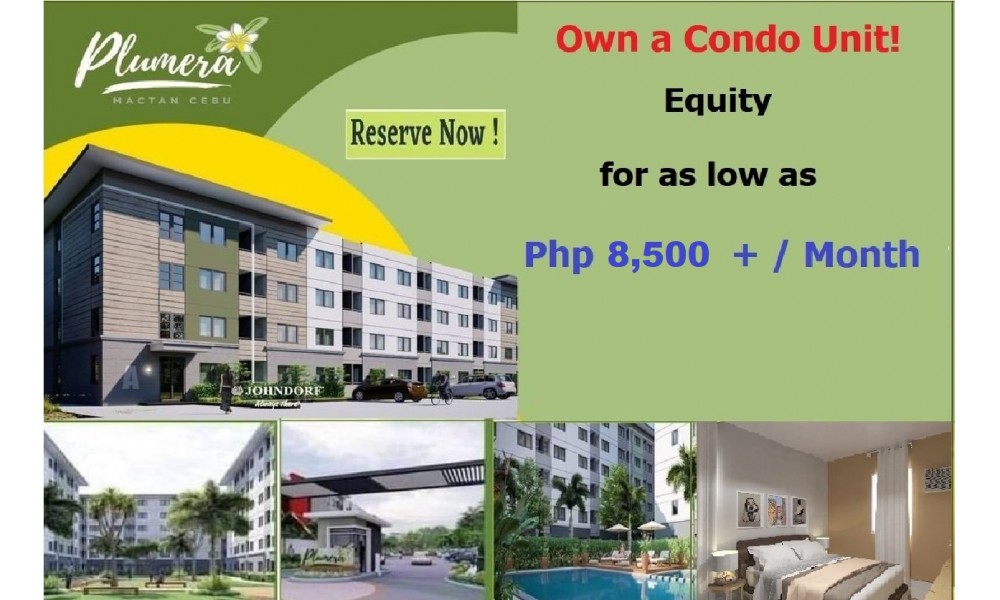 Plumera
MACTAN CEBU
Reserve Now !
Own a Condo Unit!
Equity
for as low as
Php 8,500 + / Month
A
JOHNDORF
Always there
Plumera